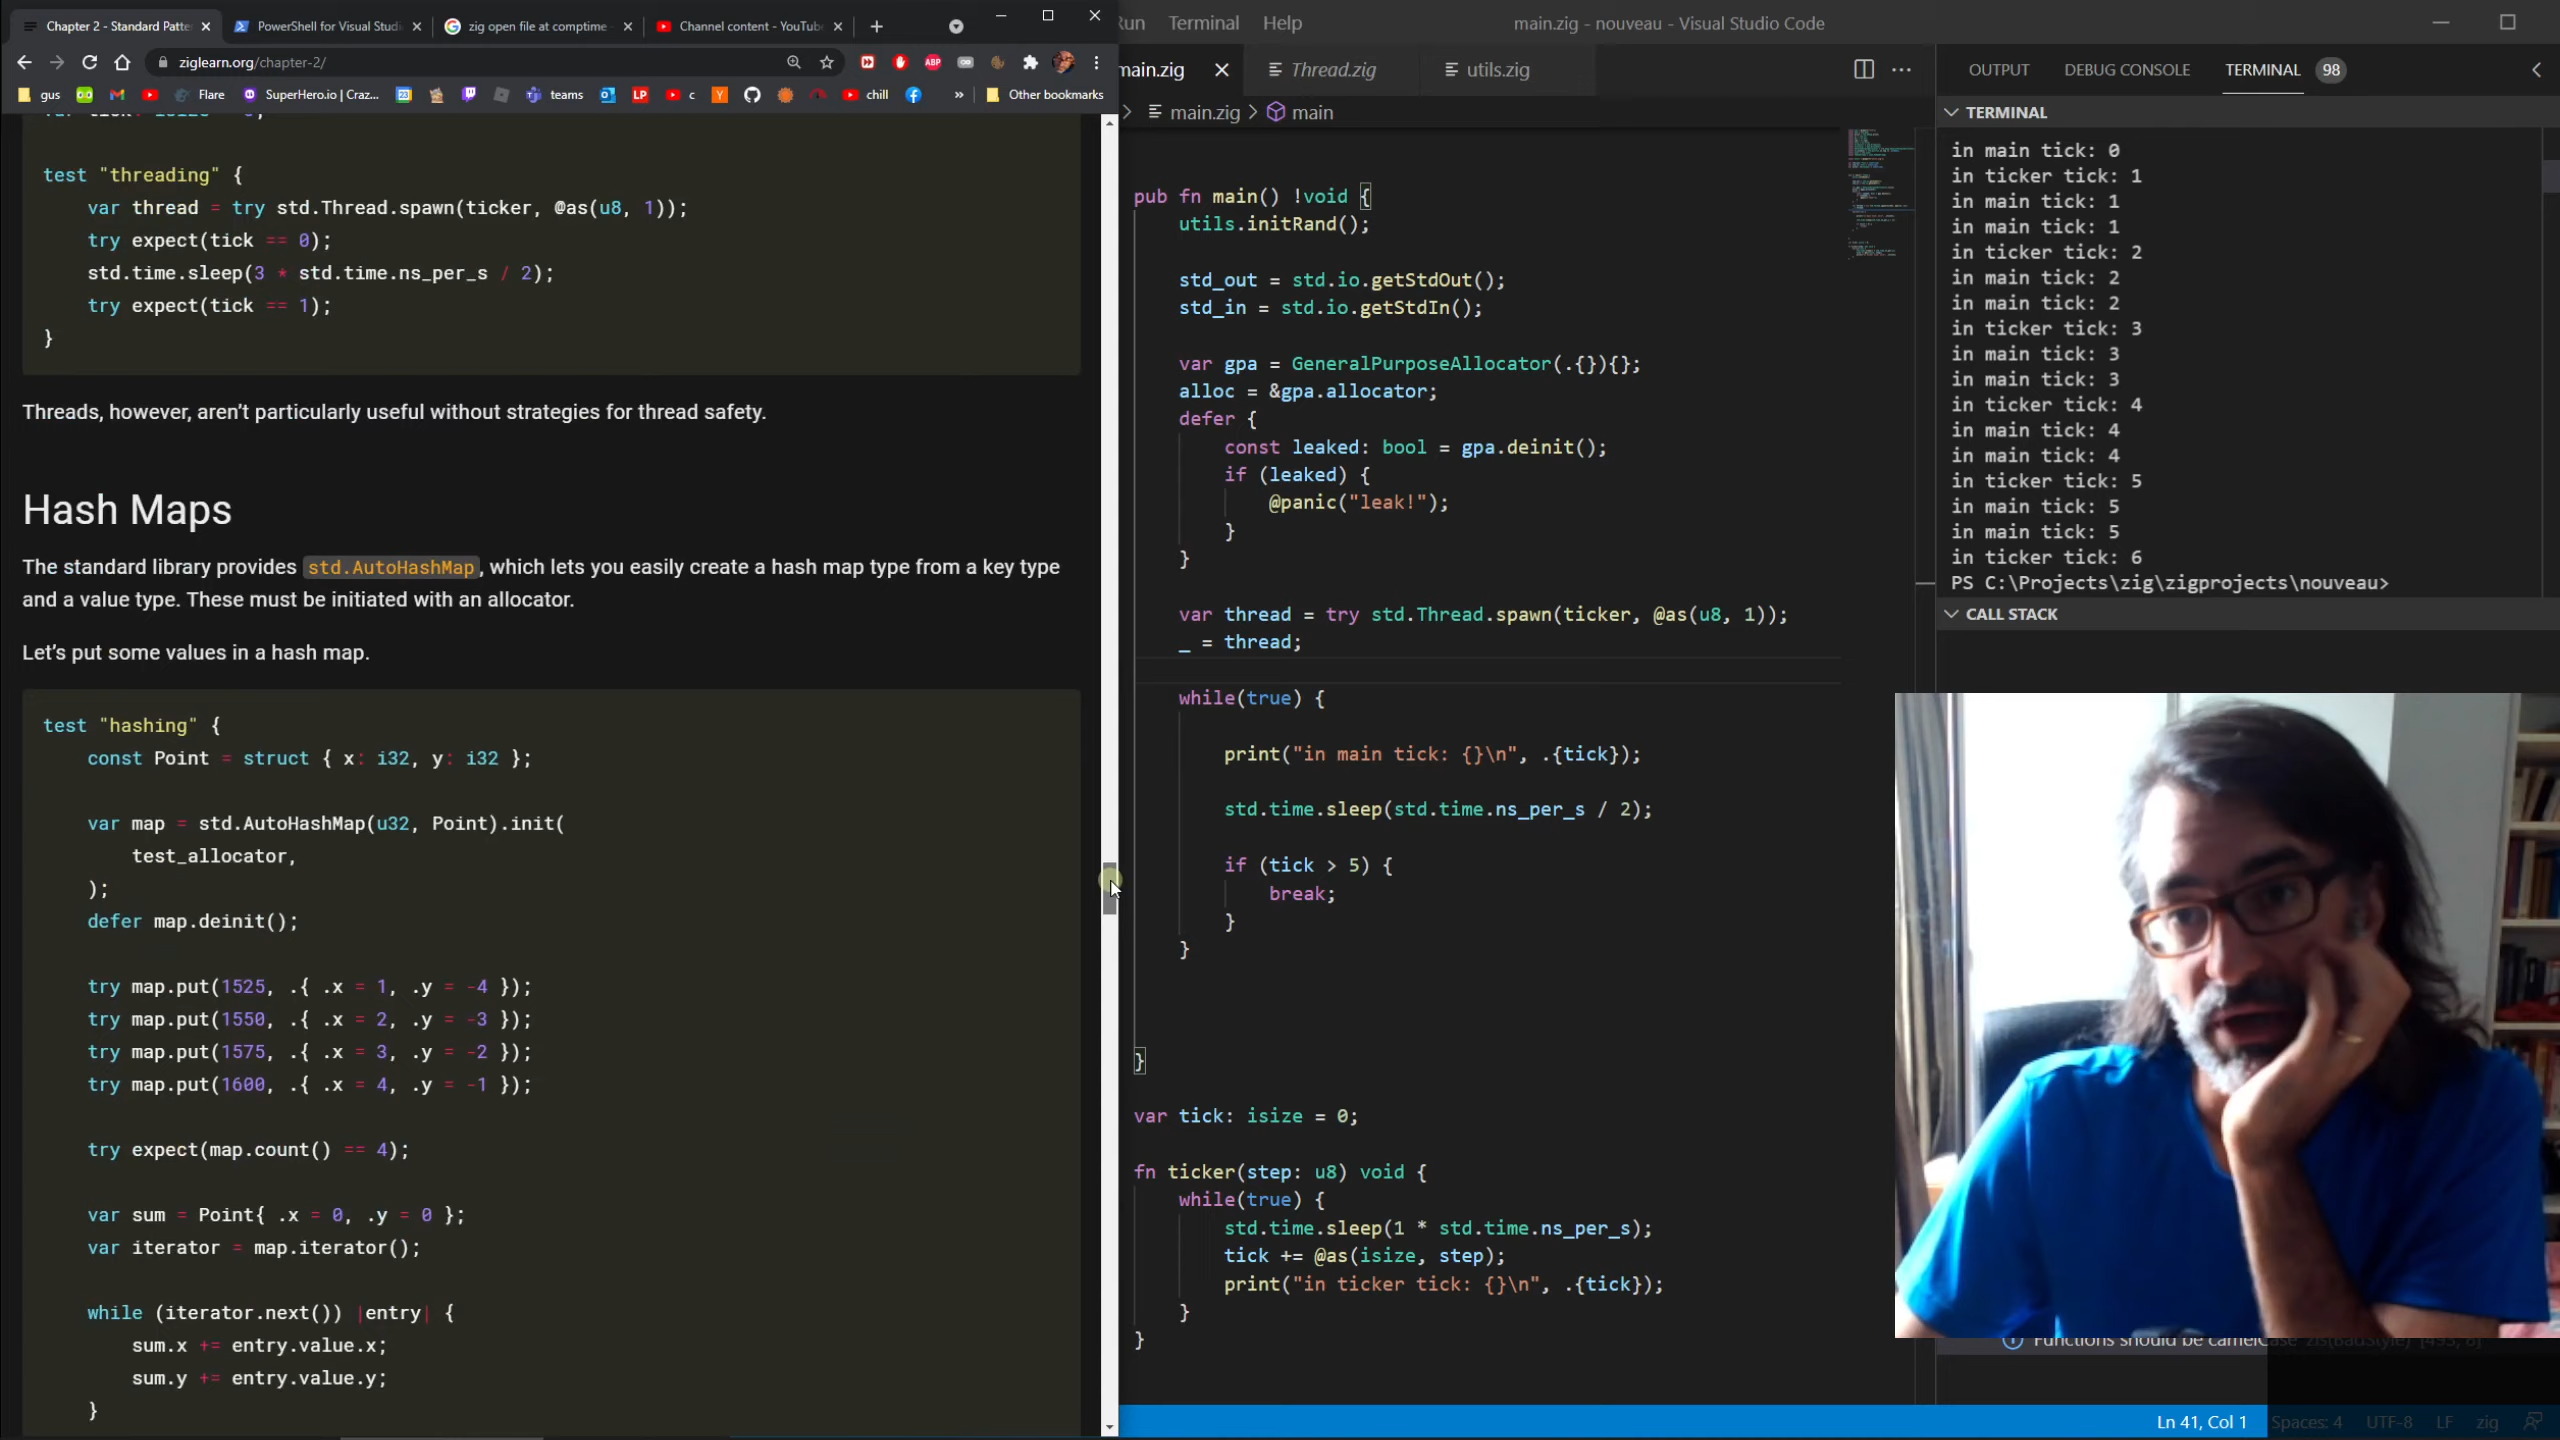 Chapter 2 - Standard Patte
PowerShell for Visual Studi
zig open file at comptime
Channel content - YouTube
ziglearn.org/chapter-2/
ABP
gus
Flare
SuperHero.io | Craz...
teams
LP
c
Y
chill
»
Other bookmarks
test "threading" {
var thread = try std.Thread.spawn(ticker, @as(u8, 1));
try expect(tick == 0);
std.time.sleep(3 * std.time.ns_per_s / 2);
try expect(tick == 1);
}
Threads, however, aren’t particularly useful without strategies for thread safety.
Hash Maps
The standard library provides std.AutoHashMap, which lets you easily create a hash map type from a key type
and a value type. These must be initiated with an allocator.
Let’s put some values in a hash map.
test "hashing" {
const Point = struct { x: i32, y: i32 };
var map = std.AutoHashMap(u32, Point).init(
test_allocator,
);
defer map.deinit();
try map.put(1525, .{ .x = 1, .y = -4 });
try map.put(1550, .{ .x = 2, .y = -3 });
try map.put(1575, .{ .x = 3, .y = -2 });
try map.put(1600, .{ .x = 4, .y = -1 });
try expect(map.count() == 4);
var sum = Point{ .x = 0, .y = 0 };
var iterator = map.iterator();
while (iterator.next()) |entry| {
sum.x += entry.value.x;
sum.y += entry.value.y;
}
Run Terminal Help
main.zig - nouveau - Visual Studio Code
main.zig
Thread.zig
utils.zig
main.zig > main
pub fn main() !void {
utils.initRand();
std_out = std.io.getStdOut();
std_in = std.io.getStdIn();
var gpa = GeneralPurposeAllocator(.{}){};
alloc = &gpa.allocator;
defer {
const leaked: bool = gpa.deinit();
if (leaked) {
@panic("leak!");
}
}
var thread = try std.Thread.spawn(ticker, @as(u8, 1));
_ = thread;
while(true) {
print("in main tick: {}\n", .{tick});
std.time.sleep(std.time.ns_per_s / 2);
if (tick > 5) {
break;
}
}
}
var tick: isize = 0;
fn ticker(step: u8) void {
while(true) {
std.time.sleep(1 * std.time.ns_per_s);
tick += @as(isize, step);
print("in ticker tick: {}\n", .{tick});
}
}
OUTPUT DEBUG CONSOLE TERMINAL 98
TERMINAL
in main tick: 0
in ticker tick: 1
in main tick: 1
in main tick: 1
in ticker tick: 2
in main tick: 2
in main tick: 2
in ticker tick: 3
in main tick: 3
in main tick: 3
in ticker tick: 4
in main tick: 4
in main tick: 4
in ticker tick: 5
in main tick: 5
in main tick: 5
in ticker tick: 6
PS C:\Projects\zig\zigprojects\nouveau>
CALL STACK
Functions should be camelCase
Ln 41, Col 1 Spaces: 4 UTF-8 LF zig